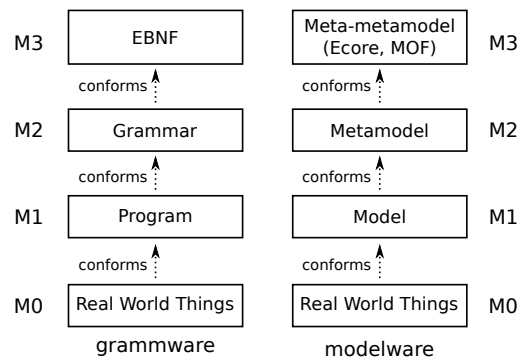 M3
EBNF
Meta-metamodel
(Ecore, MOF)
M3
conforms
conforms
M2
Grammar
Metamodel
M2
conforms
conforms
M1
Program
Model
M1
conforms
conforms
M0
Real World Things
Real World Things
M0
grammware
modelware